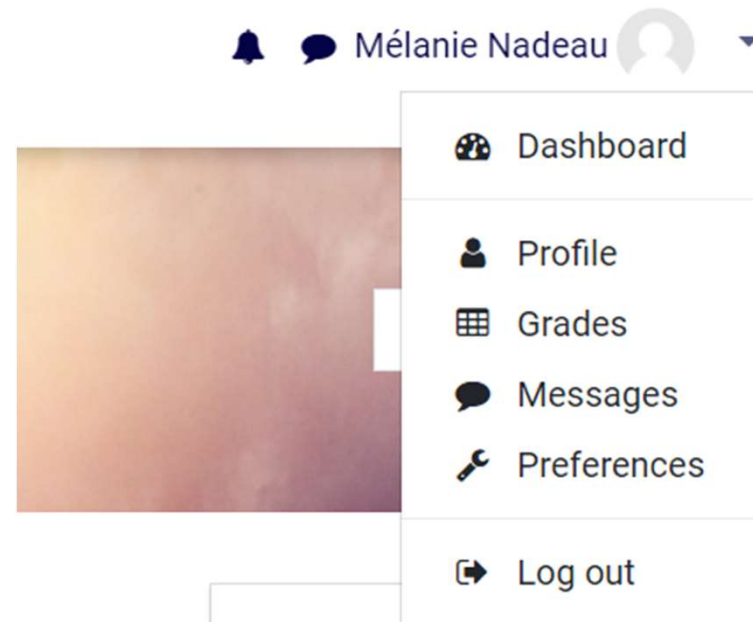 Mélanie Nadeau
Dashboard
Profile
Grades
Messages
Preferences
Log out